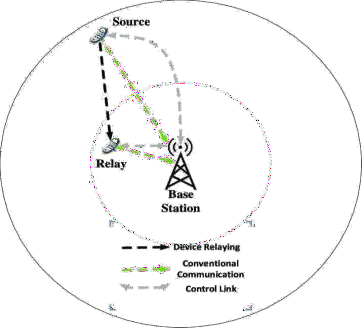 Source
Relay
Base
Station
Device Relaying
Conventional
Communication
Control Link